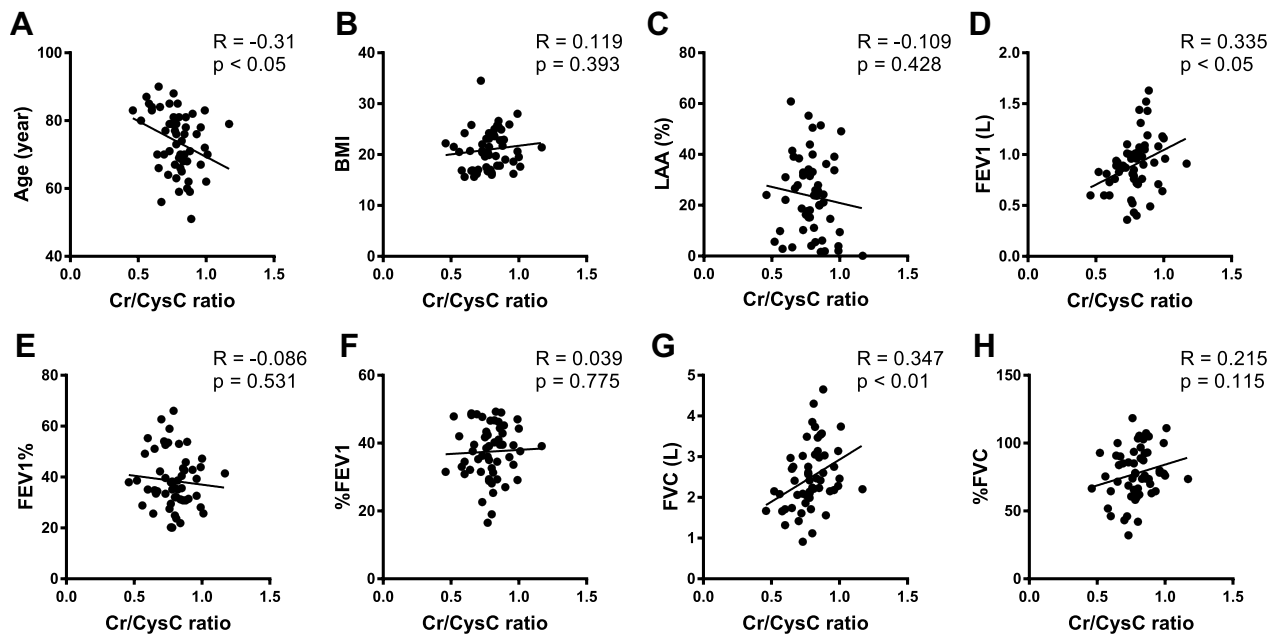 A
R = -0.31
p < 0.05
Age (year)
100
80
60
40
0.0 0.5 1.0 1.5
Cr/CysC ratio
B
R = 0.119
p = 0.393
BMI
40
30
20
10
0
0.0 0.5 1.0 1.5
Cr/CysC ratio
C
R = -0.109
p = 0.428
LAA (%)
80
60
40
20
0
0.0 0.5 1.0 1.5
Cr/CysC ratio
D
R = 0.335
p < 0.05
FEV1 (L)
2.0
1.5
1.0
0.5
0.0
0.0 0.5 1.0 1.5
Cr/CysC ratio
E
R = -0.086
p = 0.531
FEV1%
80
60
40
20
0
0.0 0.5 1.0 1.5
Cr/CysC ratio
F
R = 0.039
p = 0.775
%FEV1
60
40
20
0
0.0 0.5 1.0 1.5
Cr/CysC ratio
G
R = 0.347
p < 0.01
FVC (L)
5
4
3
2
1
0
0.0 0.5 1.0 1.5
Cr/CysC ratio
H
R = 0.215
p = 0.115
%FVC
150
100
50
0
0.0 0.5 1.0 1.5
Cr/CysC ratio